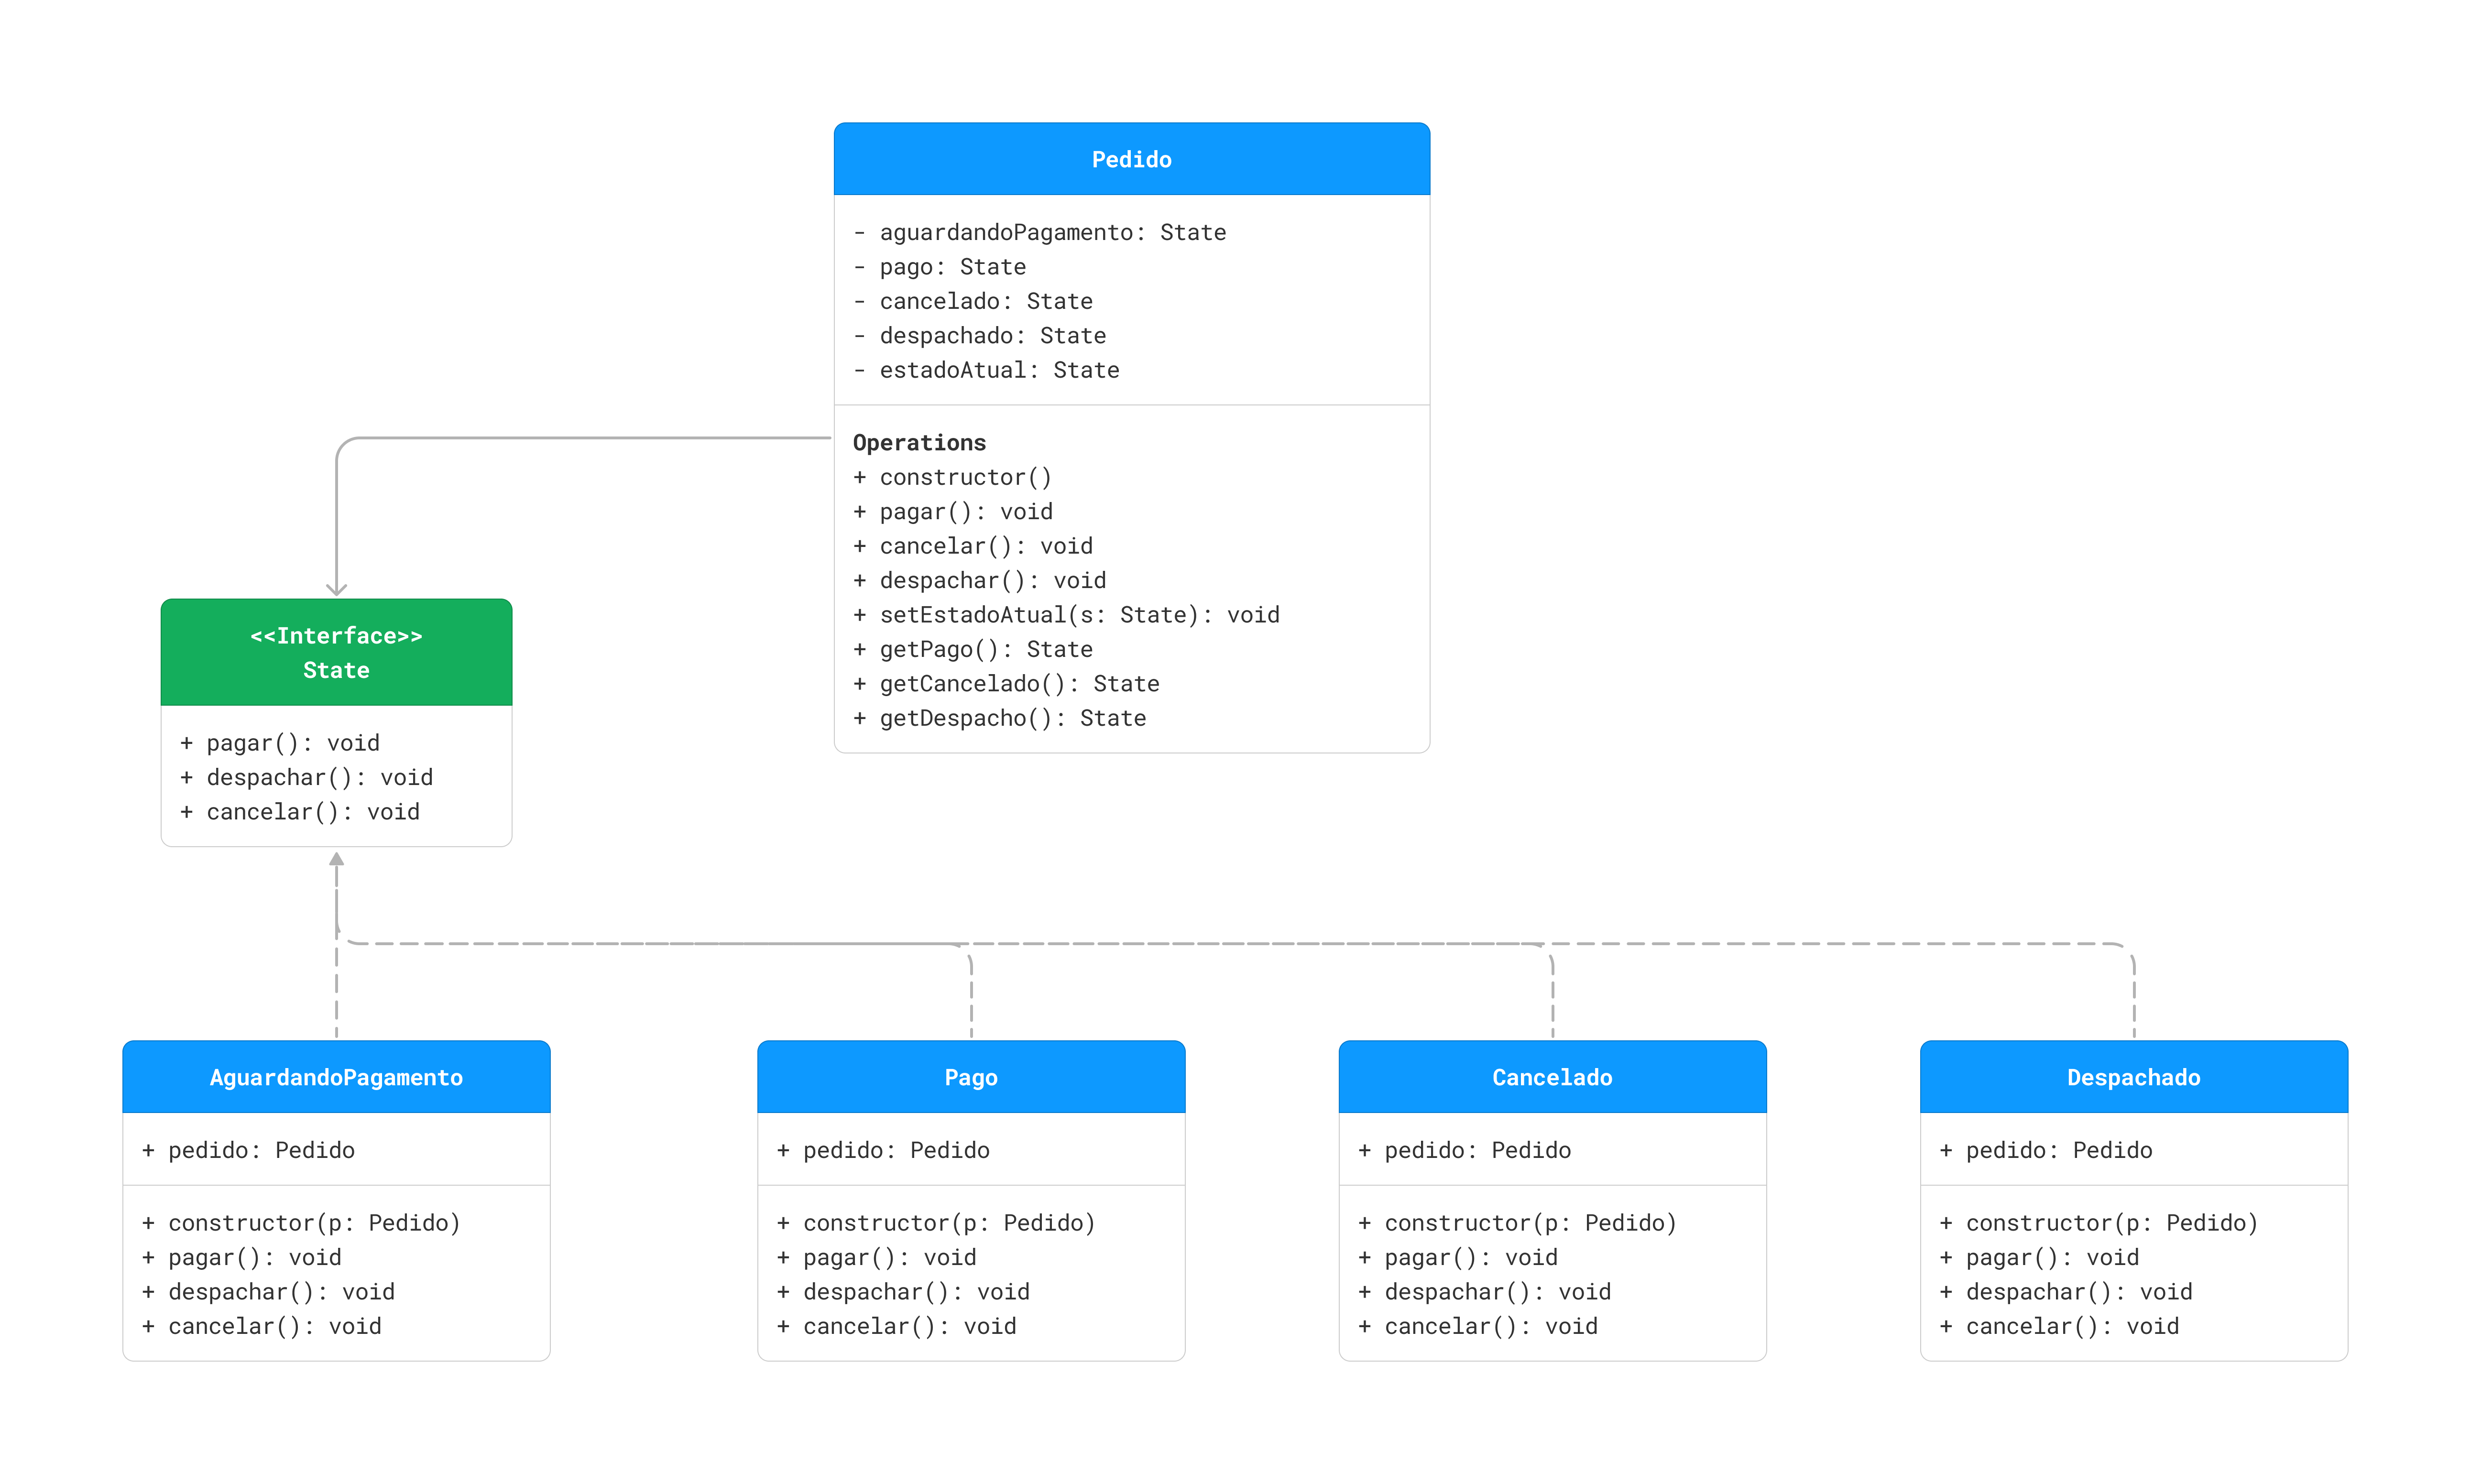 Pedido
- aguardandoPagamento: State
- pago: State
- cancelado: State
- despachado: State
- estadoAtual: State
Operations
+ constructor()
+ pagar(): void
+ cancelar(): void
+ despachar(): void
+ setEstadoAtual(s: State): void
+ getPago(): State
+ getCancelado(): State
+ getDespacho(): State
<<Interface>>
State
+ pagar(): void
+ despachar(): void
+ cancelar(): void
AguardandoPagamento
+ pedido: Pedido
+ constructor(p: Pedido)
+ pagar(): void
+ despachar(): void
+ cancelar(): void
Pago
+ pedido: Pedido
+ constructor(p: Pedido)
+ pagar(): void
+ despachar(): void
+ cancelar(): void
Cancelado
+ pedido: Pedido
+ constructor(p: Pedido)
+ pagar(): void
+ despachar(): void
+ cancelar(): void
Despachado
+ pedido: Pedido
+ constructor(p: Pedido)
+ pagar(): void
+ despachar(): void
+ cancelar(): void